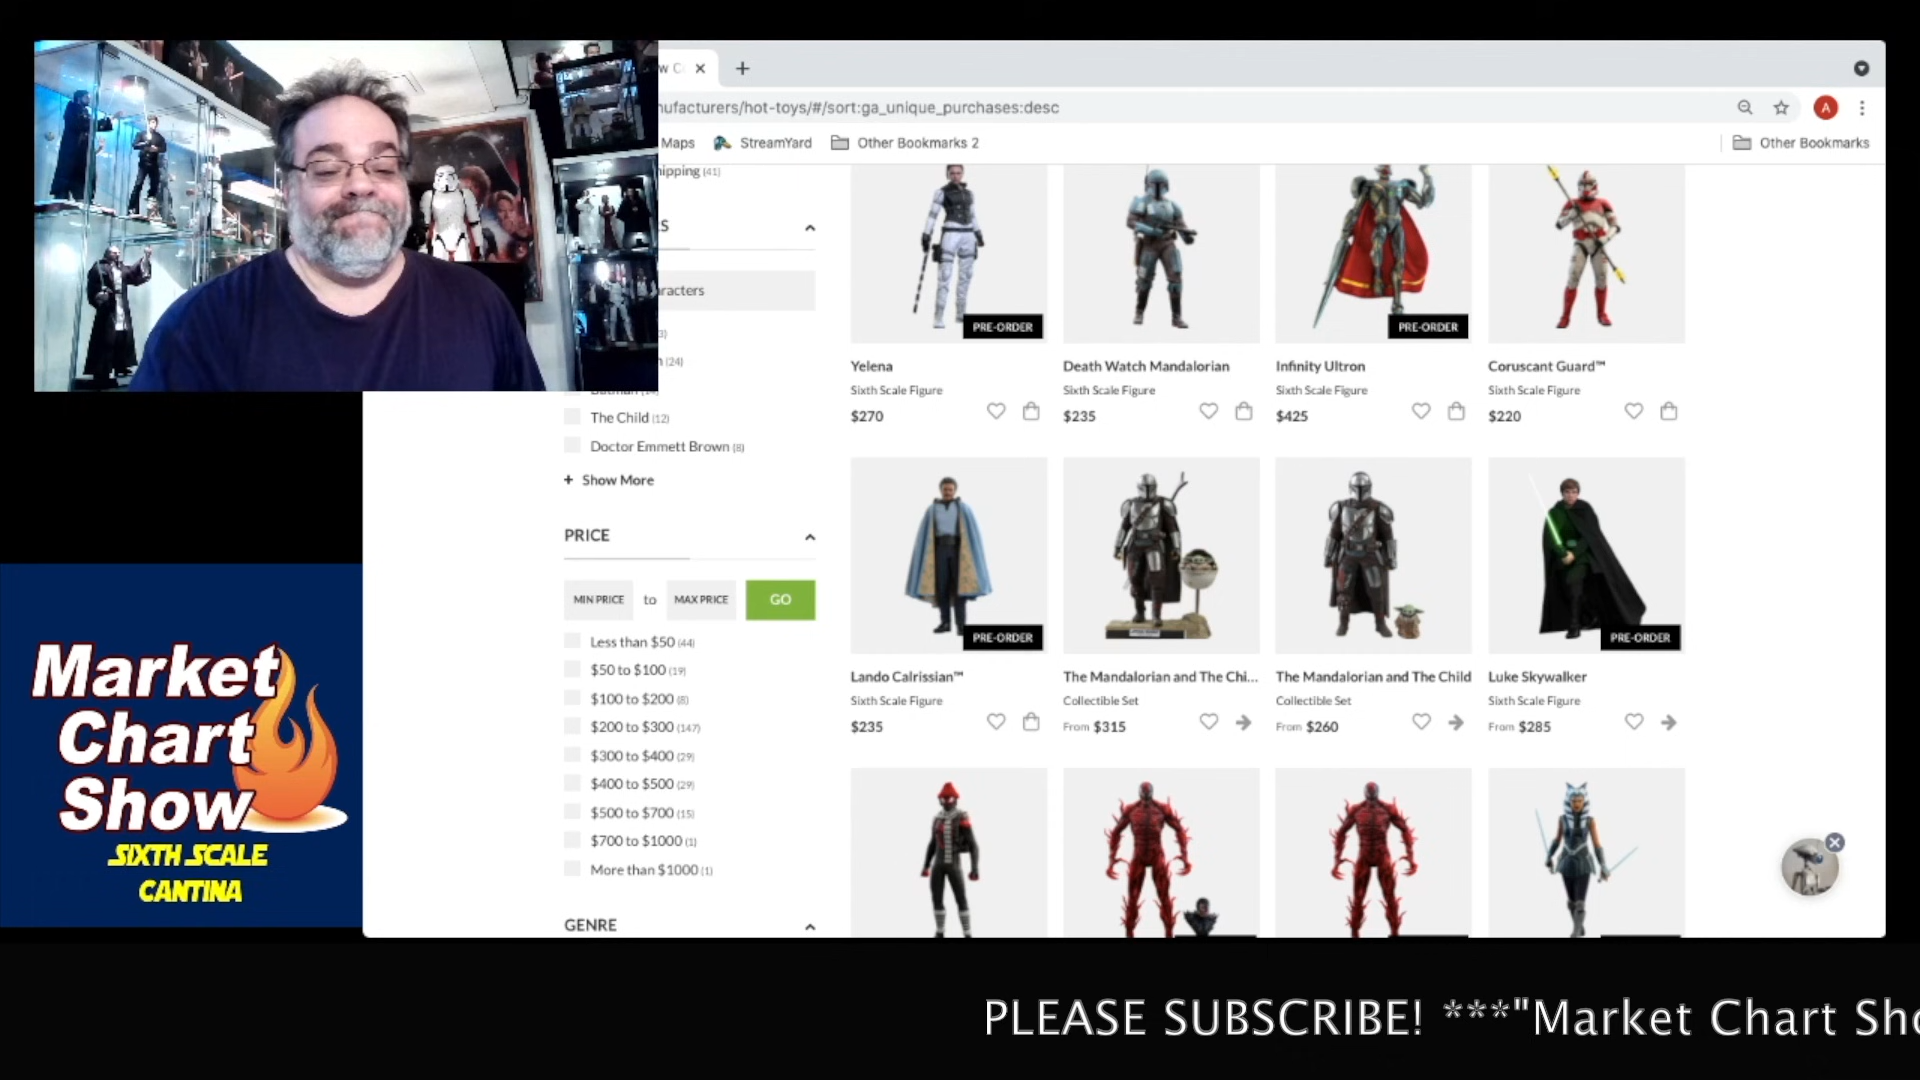 w C
nufacturers/hot-toys/#/sort:ga_unique_purchases:desc
A
Maps
StreamYard
Other Bookmarks 2
Other Bookmarks
hipping (41)
S
aracters
3)
n (24)
The Child (12)
Doctor Emmett Brown (8)
+ Show More
PRICE
MIN PRICE to MAX PRICE GO
Less than $50 (44)
$50 to $100 (19)
$100 to $200 (8)
$200 to $300 (147)
$300 to $400 (29)
$400 to $500 (29)
$500 to $700 (15)
$700 to $1000 (1)
More than $1000 (1)
GENRE
PRE-ORDER
Yelena
Sixth Scale Figure
$270
Death Watch Mandalorian
Sixth Scale Figure
$235
PRE-ORDER
Infinity Ultron
Sixth Scale Figure
$425
Coruscant Guard™
Sixth Scale Figure
$220
PRE-ORDER
Lando Calrissian™
Sixth Scale Figure
$235
The Mandalorian and The Chi...
Collectible Set
From $315
The Mandalorian and The Child
Collectible Set
From $260
PRE-ORDER
Luke Skywalker
Sixth Scale Figure
From $285
Market
Chart
Show
SIXTH SCALE
CANTINA
PLEASE SUBSCRIBE! ***"Market Chart Sho